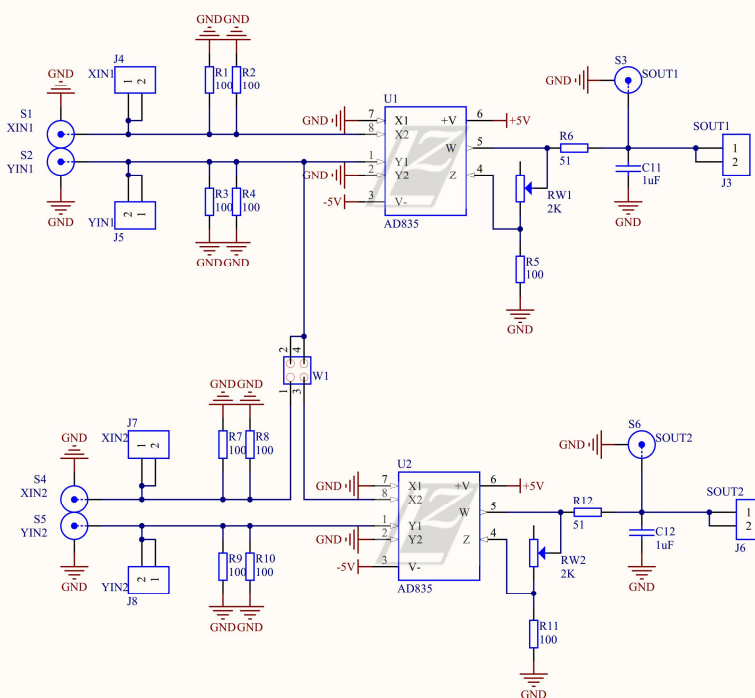 GND GND
J4
XIN1
1 2
R1
100
R2
100
GND
S1
XIN1
S2
YIN1
GND
YIN1
2 1
J5
R3
100
R4
100
GND GND
U1
GND
7 X1 +V 6 +5V
8 X2
W 5
1 Y1
GND
2 Y2 Z 4
-5V 3 V-
AD835
S3
GND
SOUT1
R6
51
SOUT1
1
2
J3
C11
1uF
GND
RW1
2K
R5
100
GND
2 4
W1
1 3
GND GND
J7
XIN2
1 2
R7
100
R8
100
GND
S4
XIN2
S5
YIN2
GND
YIN2
2 1
J8
R9
100
R10
100
GND GND
U2
GND
7 X1 +V 6 +5V
8 X2
W 5
1 Y1
GND
2 Y2 Z 4
-5V 3 V-
AD835
S6
GND
SOUT2
R12
51
SOUT2
1
2
J6
C12
1uF
GND
RW2
2K
R11
100
GND